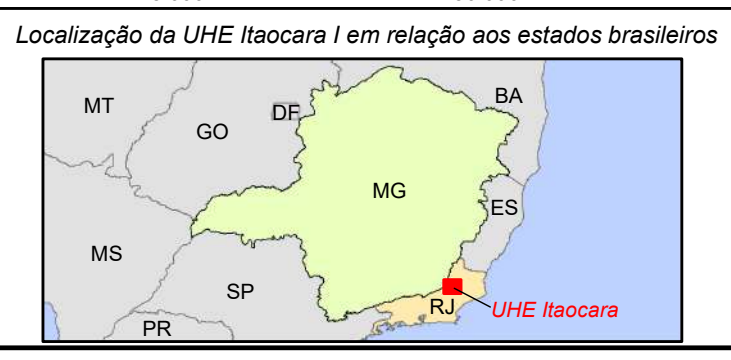 Localização da UHE Itaocara I em relação aos estados brasileiros
MT
DF
BA
GO
MG
ES
MS
SP
RJ
UHE Itaocara
PR